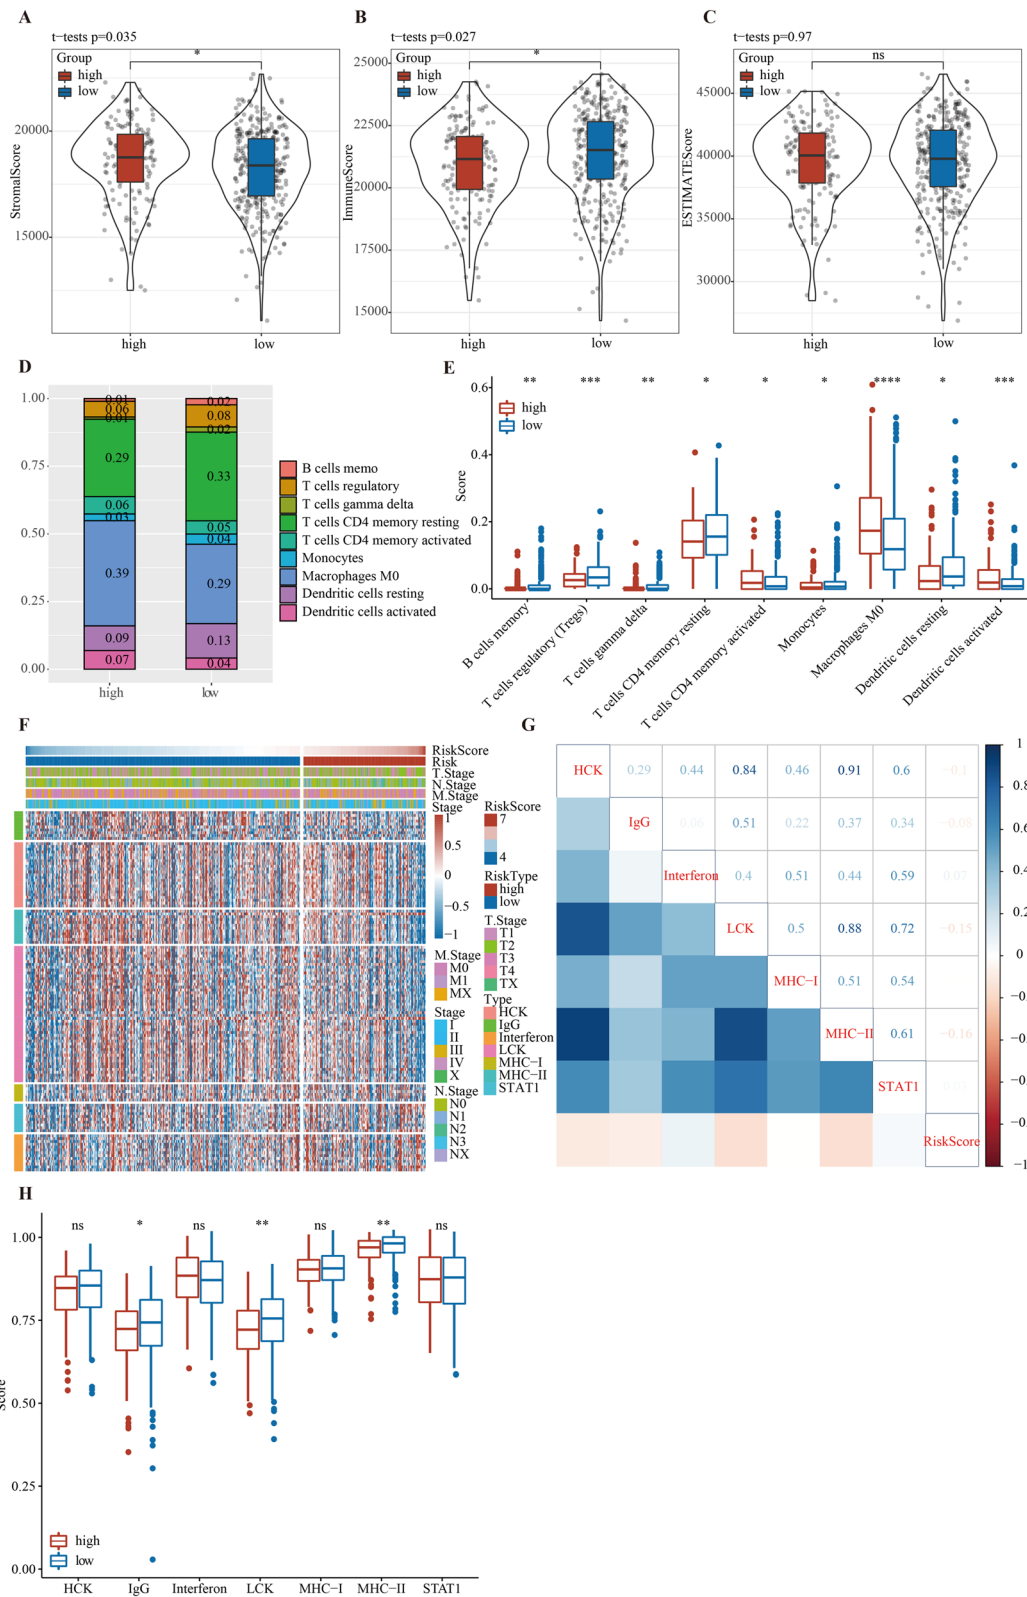 A
t−tests p=0.035
Group
high
low
*
StromalScore
20000
15000
high
low
B
t−tests p=0.027
Group
high
low
*
ImmuneScore
25000
22500
20000
17500
15000
high
low
C
t−tests p=0.97
Group
high
low
ns
ESTIMATEScore
45000
40000
35000
30000
high
low
D
1.00
0.75
0.50
0.25
0.00
0.01
0.06
0.01
0.29
0.06
0.03
0.39
0.09
0.07
0.02
0.08
0.02
0.33
0.05
0.04
0.29
0.13
0.04
high
low
B cells memo
T cells regulatory
T cells gamma delta
T cells CD4 memory resting
T cells CD4 memory activated
Monocytes
Macrophages M0
Dendritic cells resting
Dendritic cells activated
E
** *** ** * * * **** * ***
high
low
Score
0.6
0.4
0.2
0.0
B cells memory
T cells regulatory (Tregs)
T cells gamma delta
T cells CD4 memory resting
T cells CD4 memory activated
Monocytes
Macrophages M0
Dendritic cells resting
Dendritic cells activated
F
RiskScore
Risk
T.Stage
N.Stage
M.Stage
Stage
1
0.5
0
−0.5
−1
M.Stage
M0
M1
MX
Stage
I
II
III
IV
X
N.Stage
N0
N1
N2
N3
NX
RiskScore
7
4
RiskType
high
low
T.Stage
T1
T2
T3
T4
TX
Type
HCK
IgG
Interferon
LCK
MHC−I
MHC−II
STAT1
G
HCK 0.29 0.44 0.84 0.46 0.91 0.6 −0.1
IgG 0.06 0.51 0.22 0.37 0.34 −0.08
Interferon 0.4 0.51 0.44 0.59 0.07
LCK 0.5 0.88 0.72 −0.15
MHC−I 0.51 0.54
MHC−II 0.61 −0.16
STAT1
RiskScore
1
0.8
0.6
0.4
0.2
0
−1
H
ns * ** ns ** ns
Score
1.00
0.75
0.50
0.25
0.00
high
low
HCK IgG Interferon LCK MHC−I MHC−II STAT1